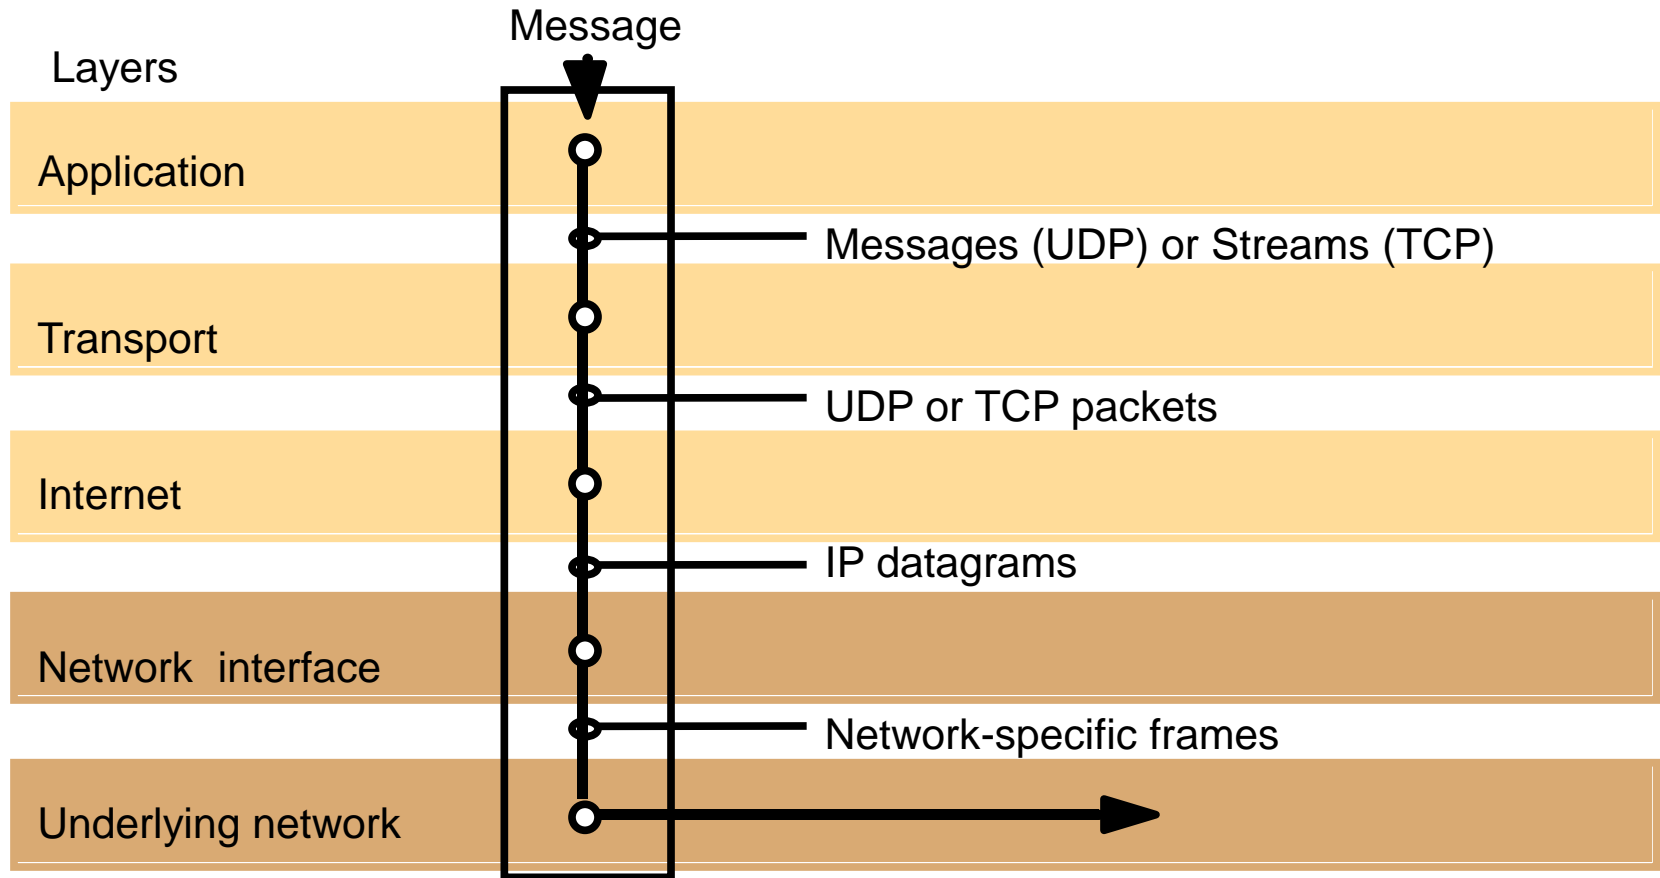 Message
Layers
Application
Messages (UDP) or Streams (TCP)
Transport
UDP or TCP packets
Internet
IP datagrams
Network interface
Network-specific frames
Underlying network